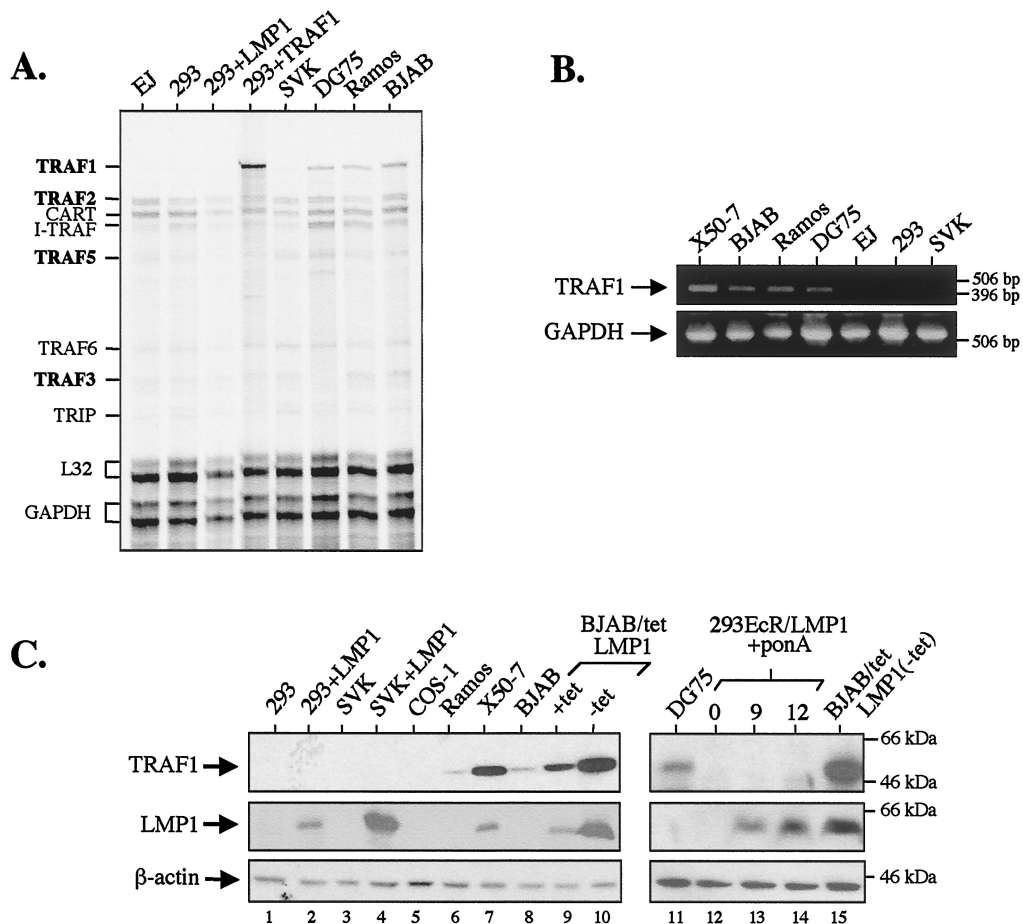 A.
EJ
293
293+LMP1
293+TRAF1
SVK
DG75
Ramos
BJAB
TRAF1
TRAF2
CART
I-TRAF
TRAF5
TRAF6
TRAF3
TRIP
L32
GAPDH
B.
X50-7
BJAB
Ramos
DG75
EJ
293
SVK
TRAF1
506 bp
396 bp
GAPDH
506 bp
C.
293
293+LMP1
SVK
SVK+LMP1
COS-1
Ramos
X50-7
BJAB
BJAB/tet
LMP1
+tet
-tet
DG75
293EcR/LMP1
+ponA
0
9
12
BJAB/tet
LMP1(-tet)
TRAF1
66 kDa
46 kDa
LMP1
66 kDa
β-actin
46 kDa
1 2 3 4 5 6 7 8 9 10 11 12 13 14 15